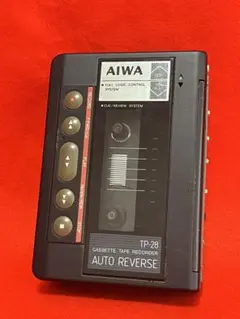 AIWA
FULL LOGIC CONTROL
SYSTEM
CUE/REVIEW SYSTEM
TP-28
CASSETTE TAPE RECORDER
AUTO REVERSE